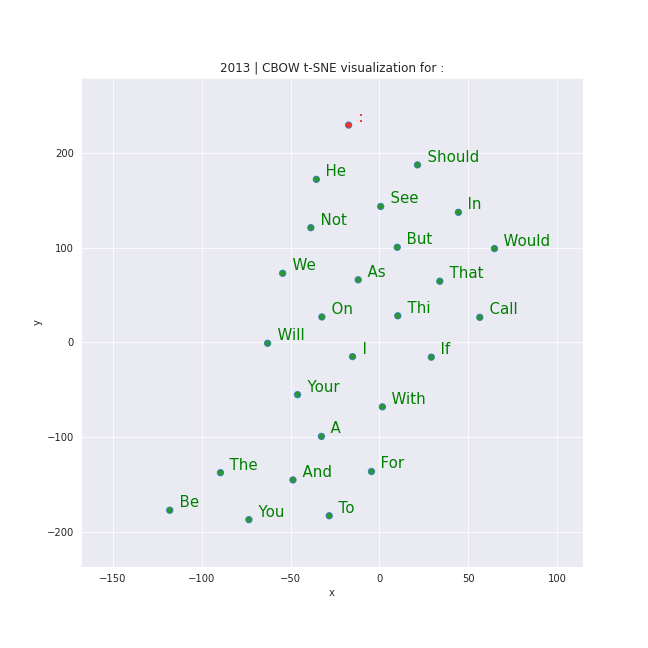 2013 | CBOW t-SNE visualization for :
:
Should
He
See
In
Not
But
Would
We
As
That
On
Thi
Call
Will
I
If
Your
With
A
The
And
For
Be
You
To
200
100
0
−100
−200
y
−150
−100
−50
0
50
100
x